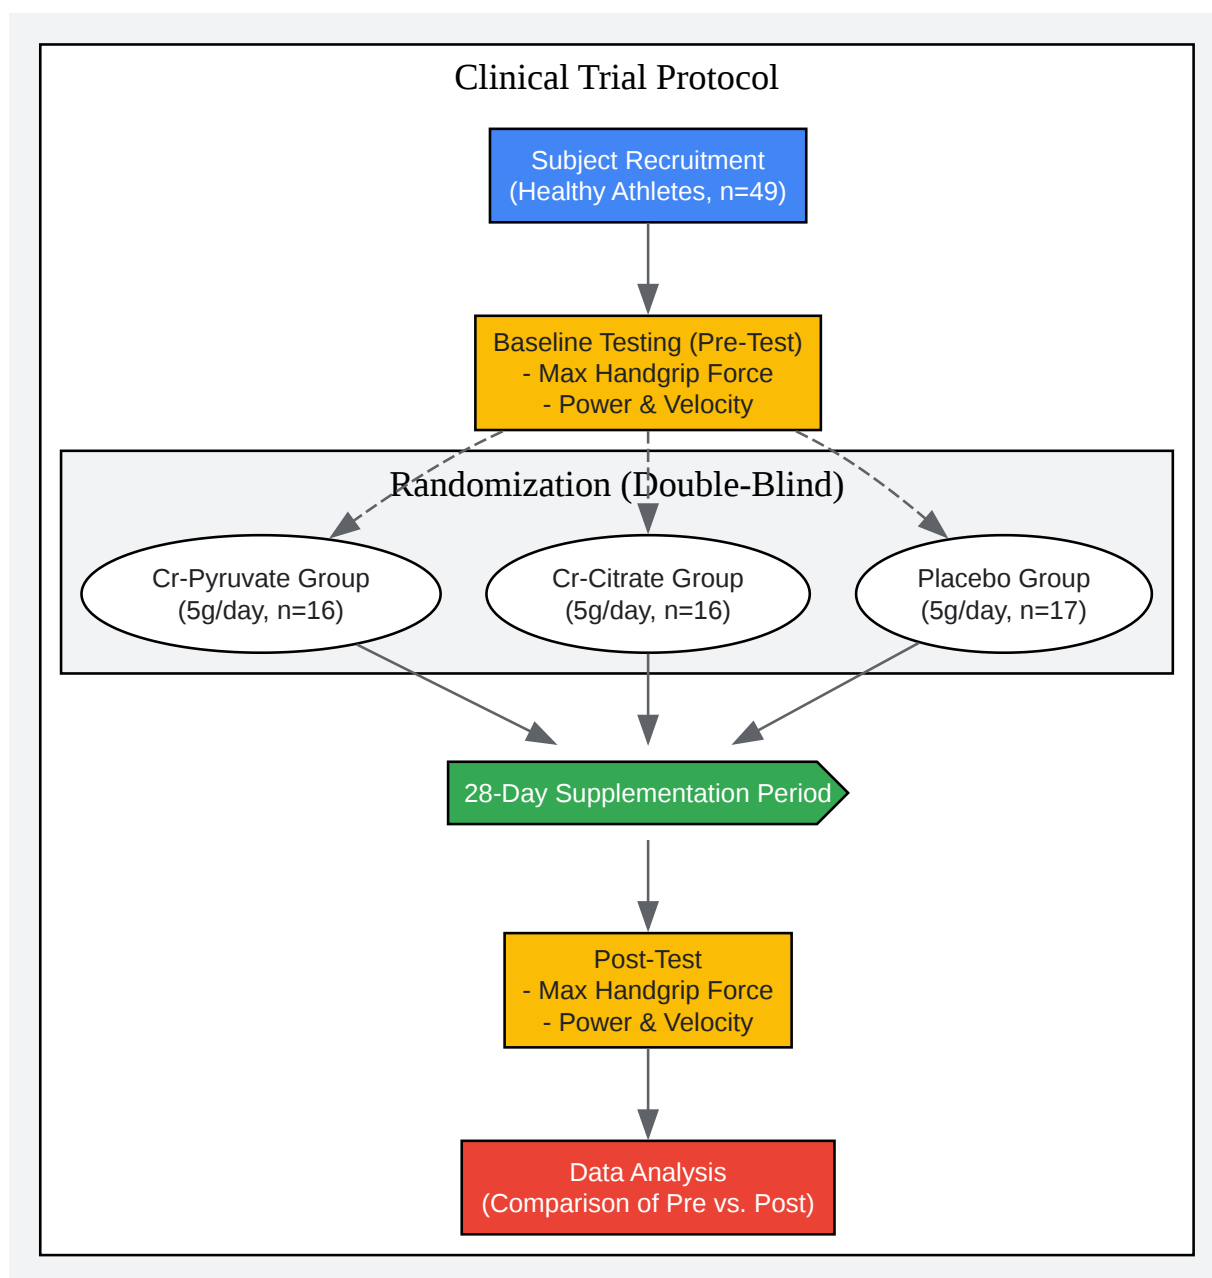 Clinical Trial Protocol
Subject Recruitment
(Healthy Athletes, n=49)
Baseline Testing (Pre-Test)
- Max Handgrip Force
- Power & Velocity
Randomization (Double-Blind)
Cr-Pyruvate Group
(5g/day, n=16)
Cr-Citrate Group
(5g/day, n=16)
Placebo Group
(5g/day, n=17)
28-Day Supplementation Period
Post-Test
- Max Handgrip Force
- Power & Velocity
Data Analysis
(Comparison of Pre vs. Post)